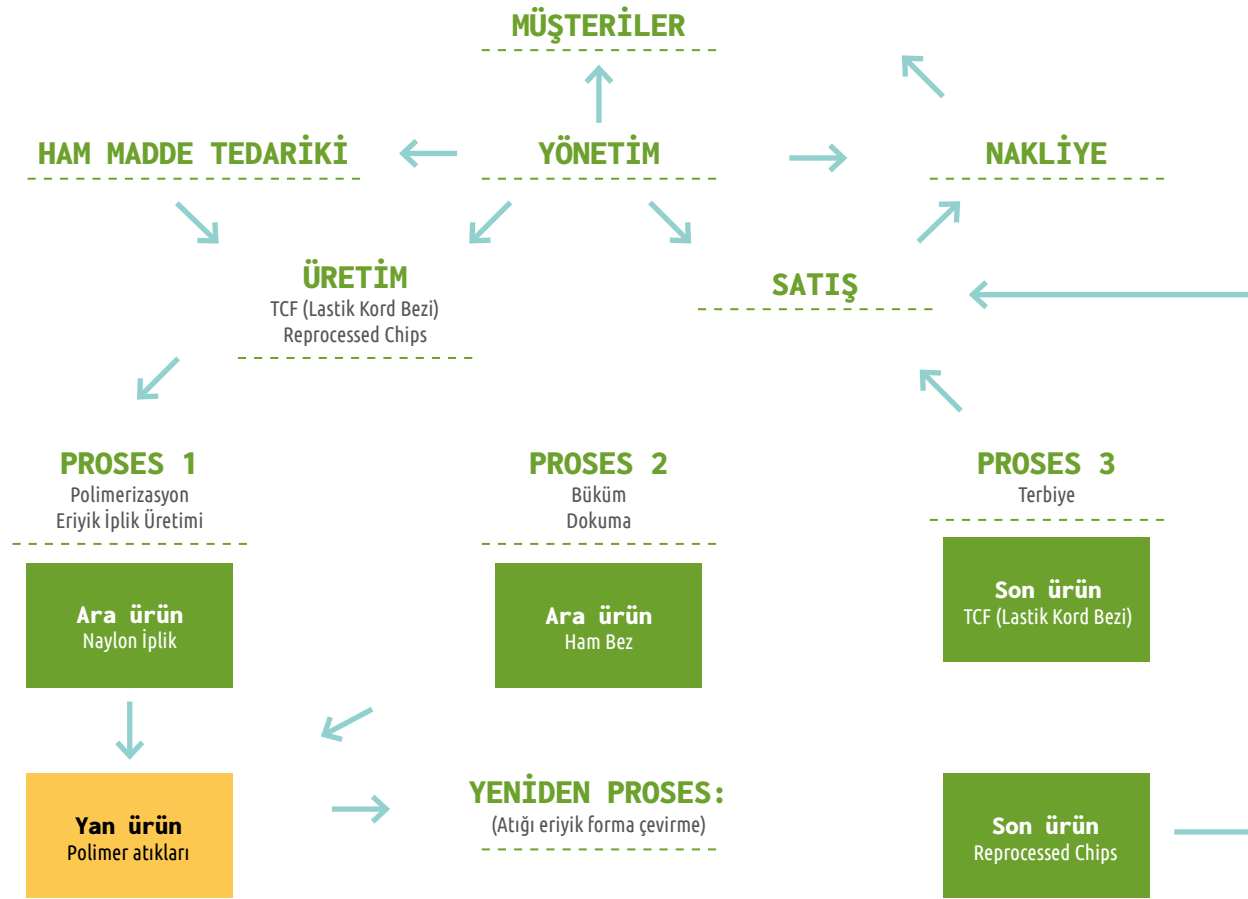 MÜŞTERİLER
HAM MADDE TEDARİKİ
YÖNETİM
NAKLİYE
ÜRETİM
TCF (Lastik Kord Bezi)
Reprocessed Chips
SATIŞ
PROSES 1
Polimerizasyon
Eriyik İplik Üretimi
PROSES 2
Büküm
Dokuma
PROSES 3
Terbiye
Ara ürün
Naylon İplik
Ara ürün
Ham Bez
Son ürün
TCF (Lastik Kord Bezi)
Yan ürün
Polimer atıkları
YENİDEN PROSES:
(Atığı eriyik forma çevirme)
Son ürün
Reprocessed Chips